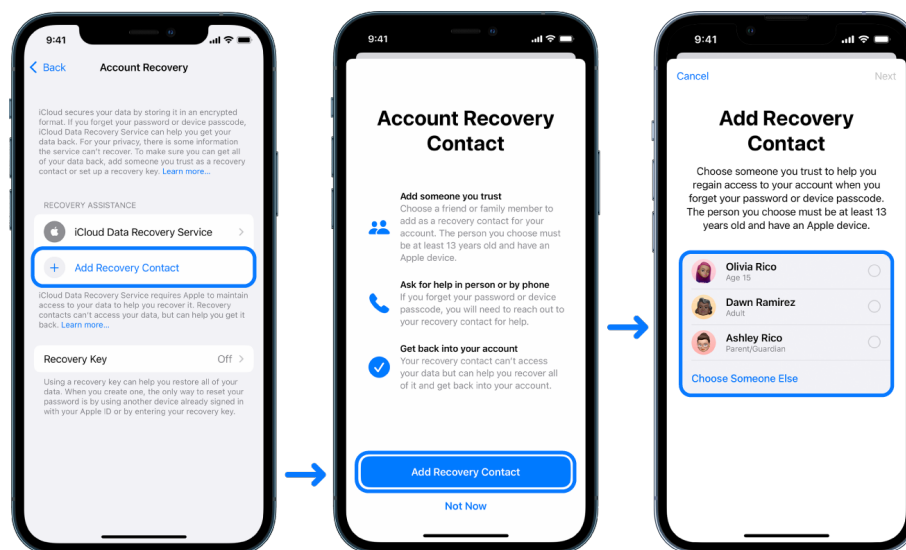 9:41
Back
Account Recovery
iCloud secures your data by storing it in an encrypted
format. If you forget your password or device passcode,
iCloud Data Recovery Service can help you get your
data back. For your privacy, there is some information
the service can't recover. To make sure you can get all
of your data back, add someone you trust as a recovery
contact or set up a recovery key. Learn more...
RECOVERY ASSISTANCE
iCloud Data Recovery Service
Add Recovery Contact
iCloud Data Recovery Service requires Apple to maintain
access to your data to help you recover it. Recovery
contacts can't access your data, but can help you get it
back. Learn more...
Recovery Key Off
Using a recovery key can help you restore all of your
data. When you create one, the only way to reset your
password is by using another device already signed in
with your Apple ID or by entering your recovery key.
9:41
Account Recovery
Contact
Add someone you trust
Choose a friend or family member to
add as a recovery contact for your
account. The person you choose must
be at least 13 years old and have an
Apple device.
Ask for help in person or by phone
If you forget your password or device
passcode, you will need to reach out to
your recovery contact for help.
Get back into your account
Your recovery contact can't access
your data but can help you recover all
of it and get back into your account.
Add Recovery Contact
Not Now
9:41
Cancel
Next
Add Recovery
Contact
Choose someone you trust to help you
regain access to your account when you
forget your password or device passcode.
The person you choose must be at least 13
years old and have an Apple device.
Olivia Rico
Age 15
Dawn Ramirez
Adult
Ashley Rico
Parent/Guardian
Choose Someone Else